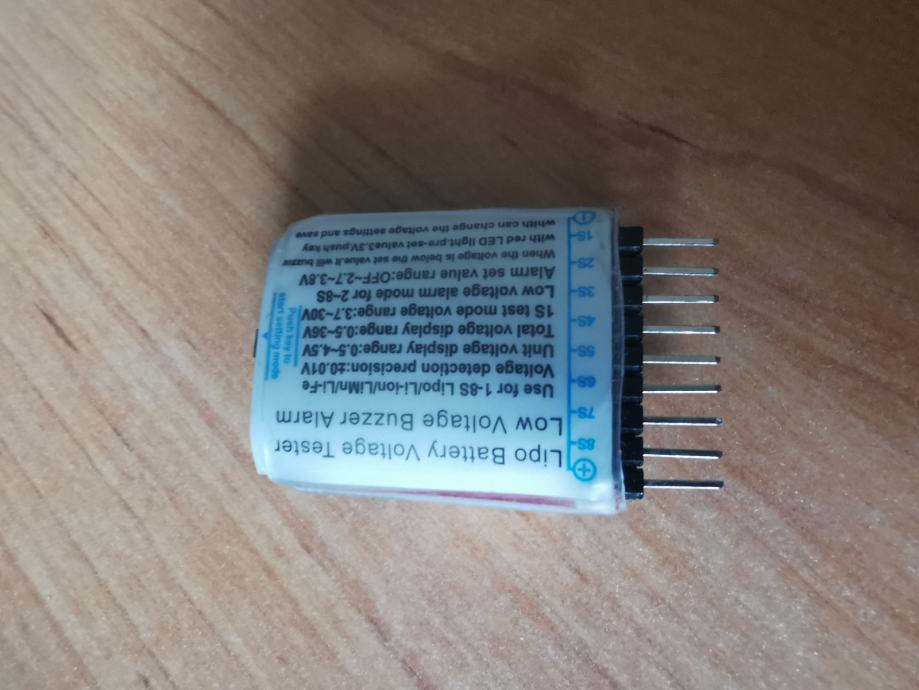 Lipo Battery Voltage Tester
Low Voltage Buzzer Alarm
Use for 1-8S Lipo/Li-ion/LiMn/Li-Fe
Voltage detection precision:±0.01V
Unit voltage display range:0.5~4.5V
Total voltage display range:0.5~36V
1S test mode voltage range:3.7~30V
Low voltage alarm mode for 2~8S
Alarm set value range:OFF~2.7~3.8V
When the voltage is below the set value.it will buzzer
with red LED light.pre-set value3.3V.push key
whith can change the voltage settings and save
Push key to
start setting mode
+
8S
7S
6S
5S
4S
3S
2S
1S